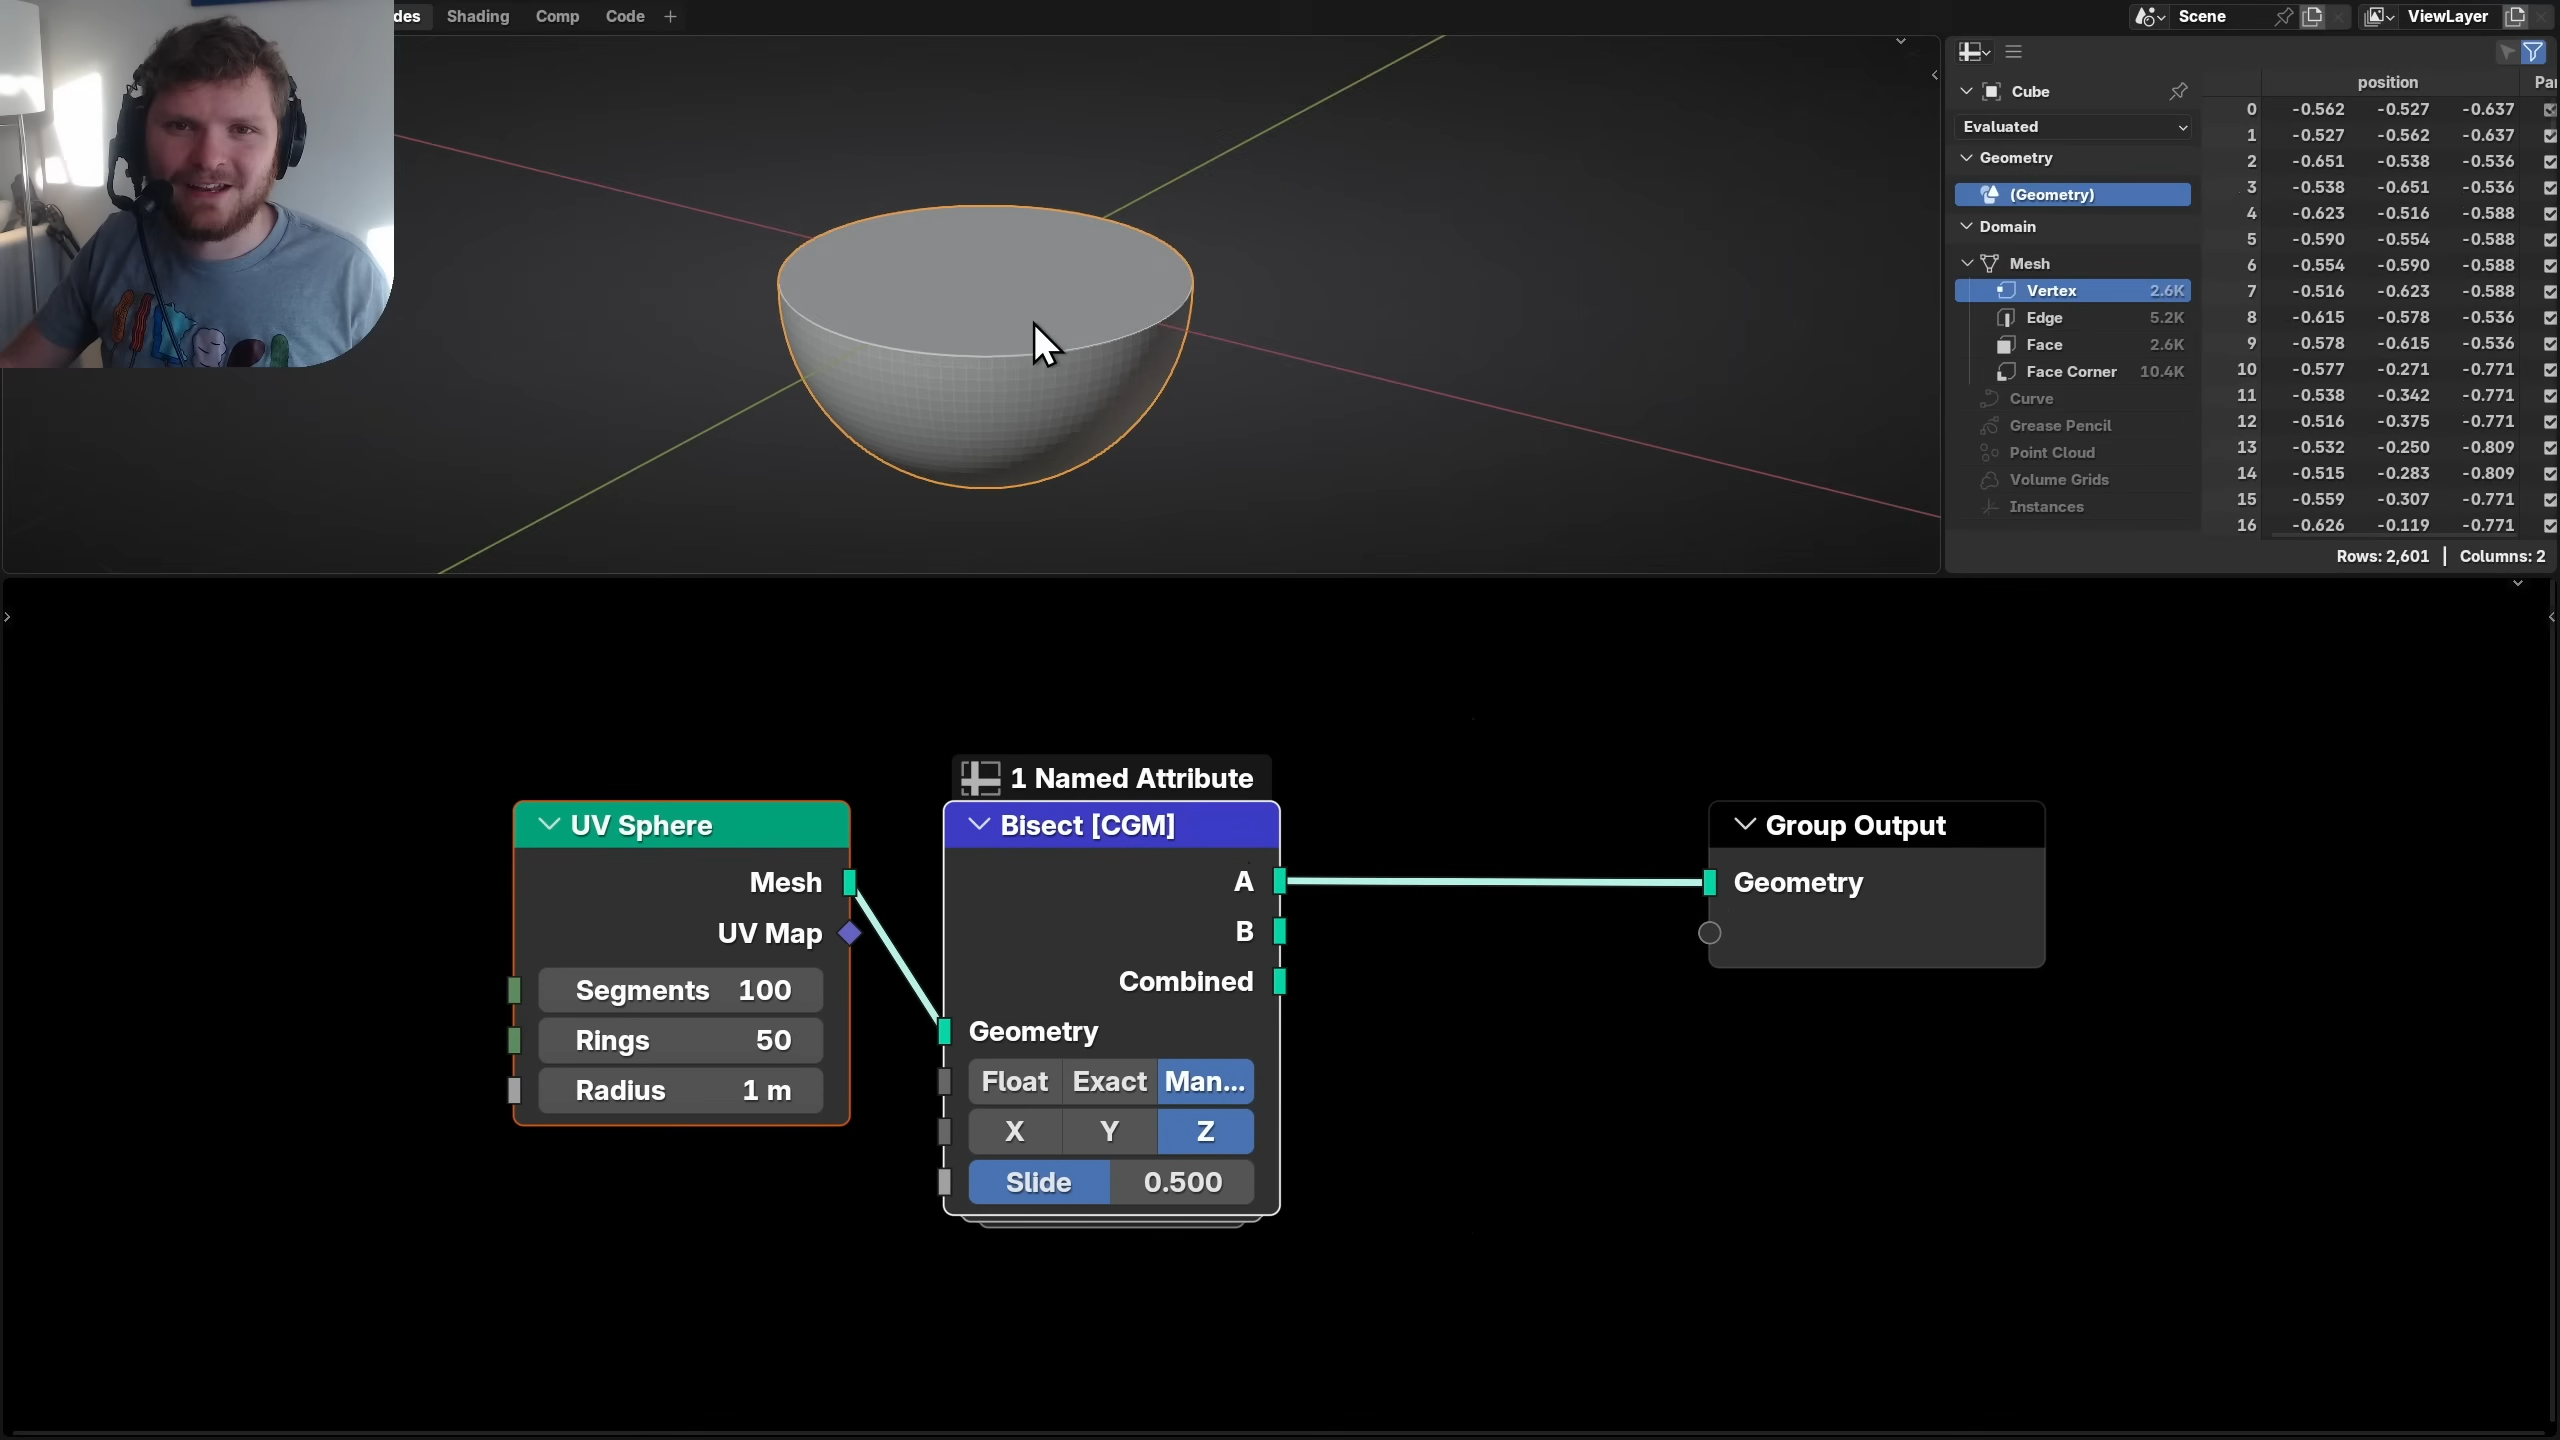 des Shading Comp Code +
Scene
ViewLayer
Cube
Evaluated
Geometry
(Geometry)
Domain
Mesh
Vertex 2.6K
Edge 5.2K
Face 2.6K
Face Corner 10.4K
Curve
Grease Pencil
Point Cloud
Volume Grids
Instances
position Par
0 -0.562 -0.527 -0.637
1 -0.527 -0.562 -0.637
2 -0.651 -0.538 -0.536
3 -0.538 -0.651 -0.536
4 -0.623 -0.516 -0.588
5 -0.590 -0.554 -0.588
6 -0.554 -0.590 -0.588
7 -0.516 -0.623 -0.588
8 -0.615 -0.578 -0.536
9 -0.578 -0.615 -0.536
10 -0.577 -0.271 -0.771
11 -0.538 -0.342 -0.771
12 -0.516 -0.375 -0.771
13 -0.532 -0.250 -0.809
14 -0.515 -0.283 -0.809
15 -0.559 -0.307 -0.771
16 -0.626 -0.119 -0.771
Rows: 2,601 | Columns: 2
UV Sphere
Mesh
UV Map
Segments 100
Rings 50
Radius 1 m
1 Named Attribute
Bisect [CGM]
A
B
Combined
Geometry
Float Exact Man...
X Y Z
Slide 0.500
Group Output
Geometry